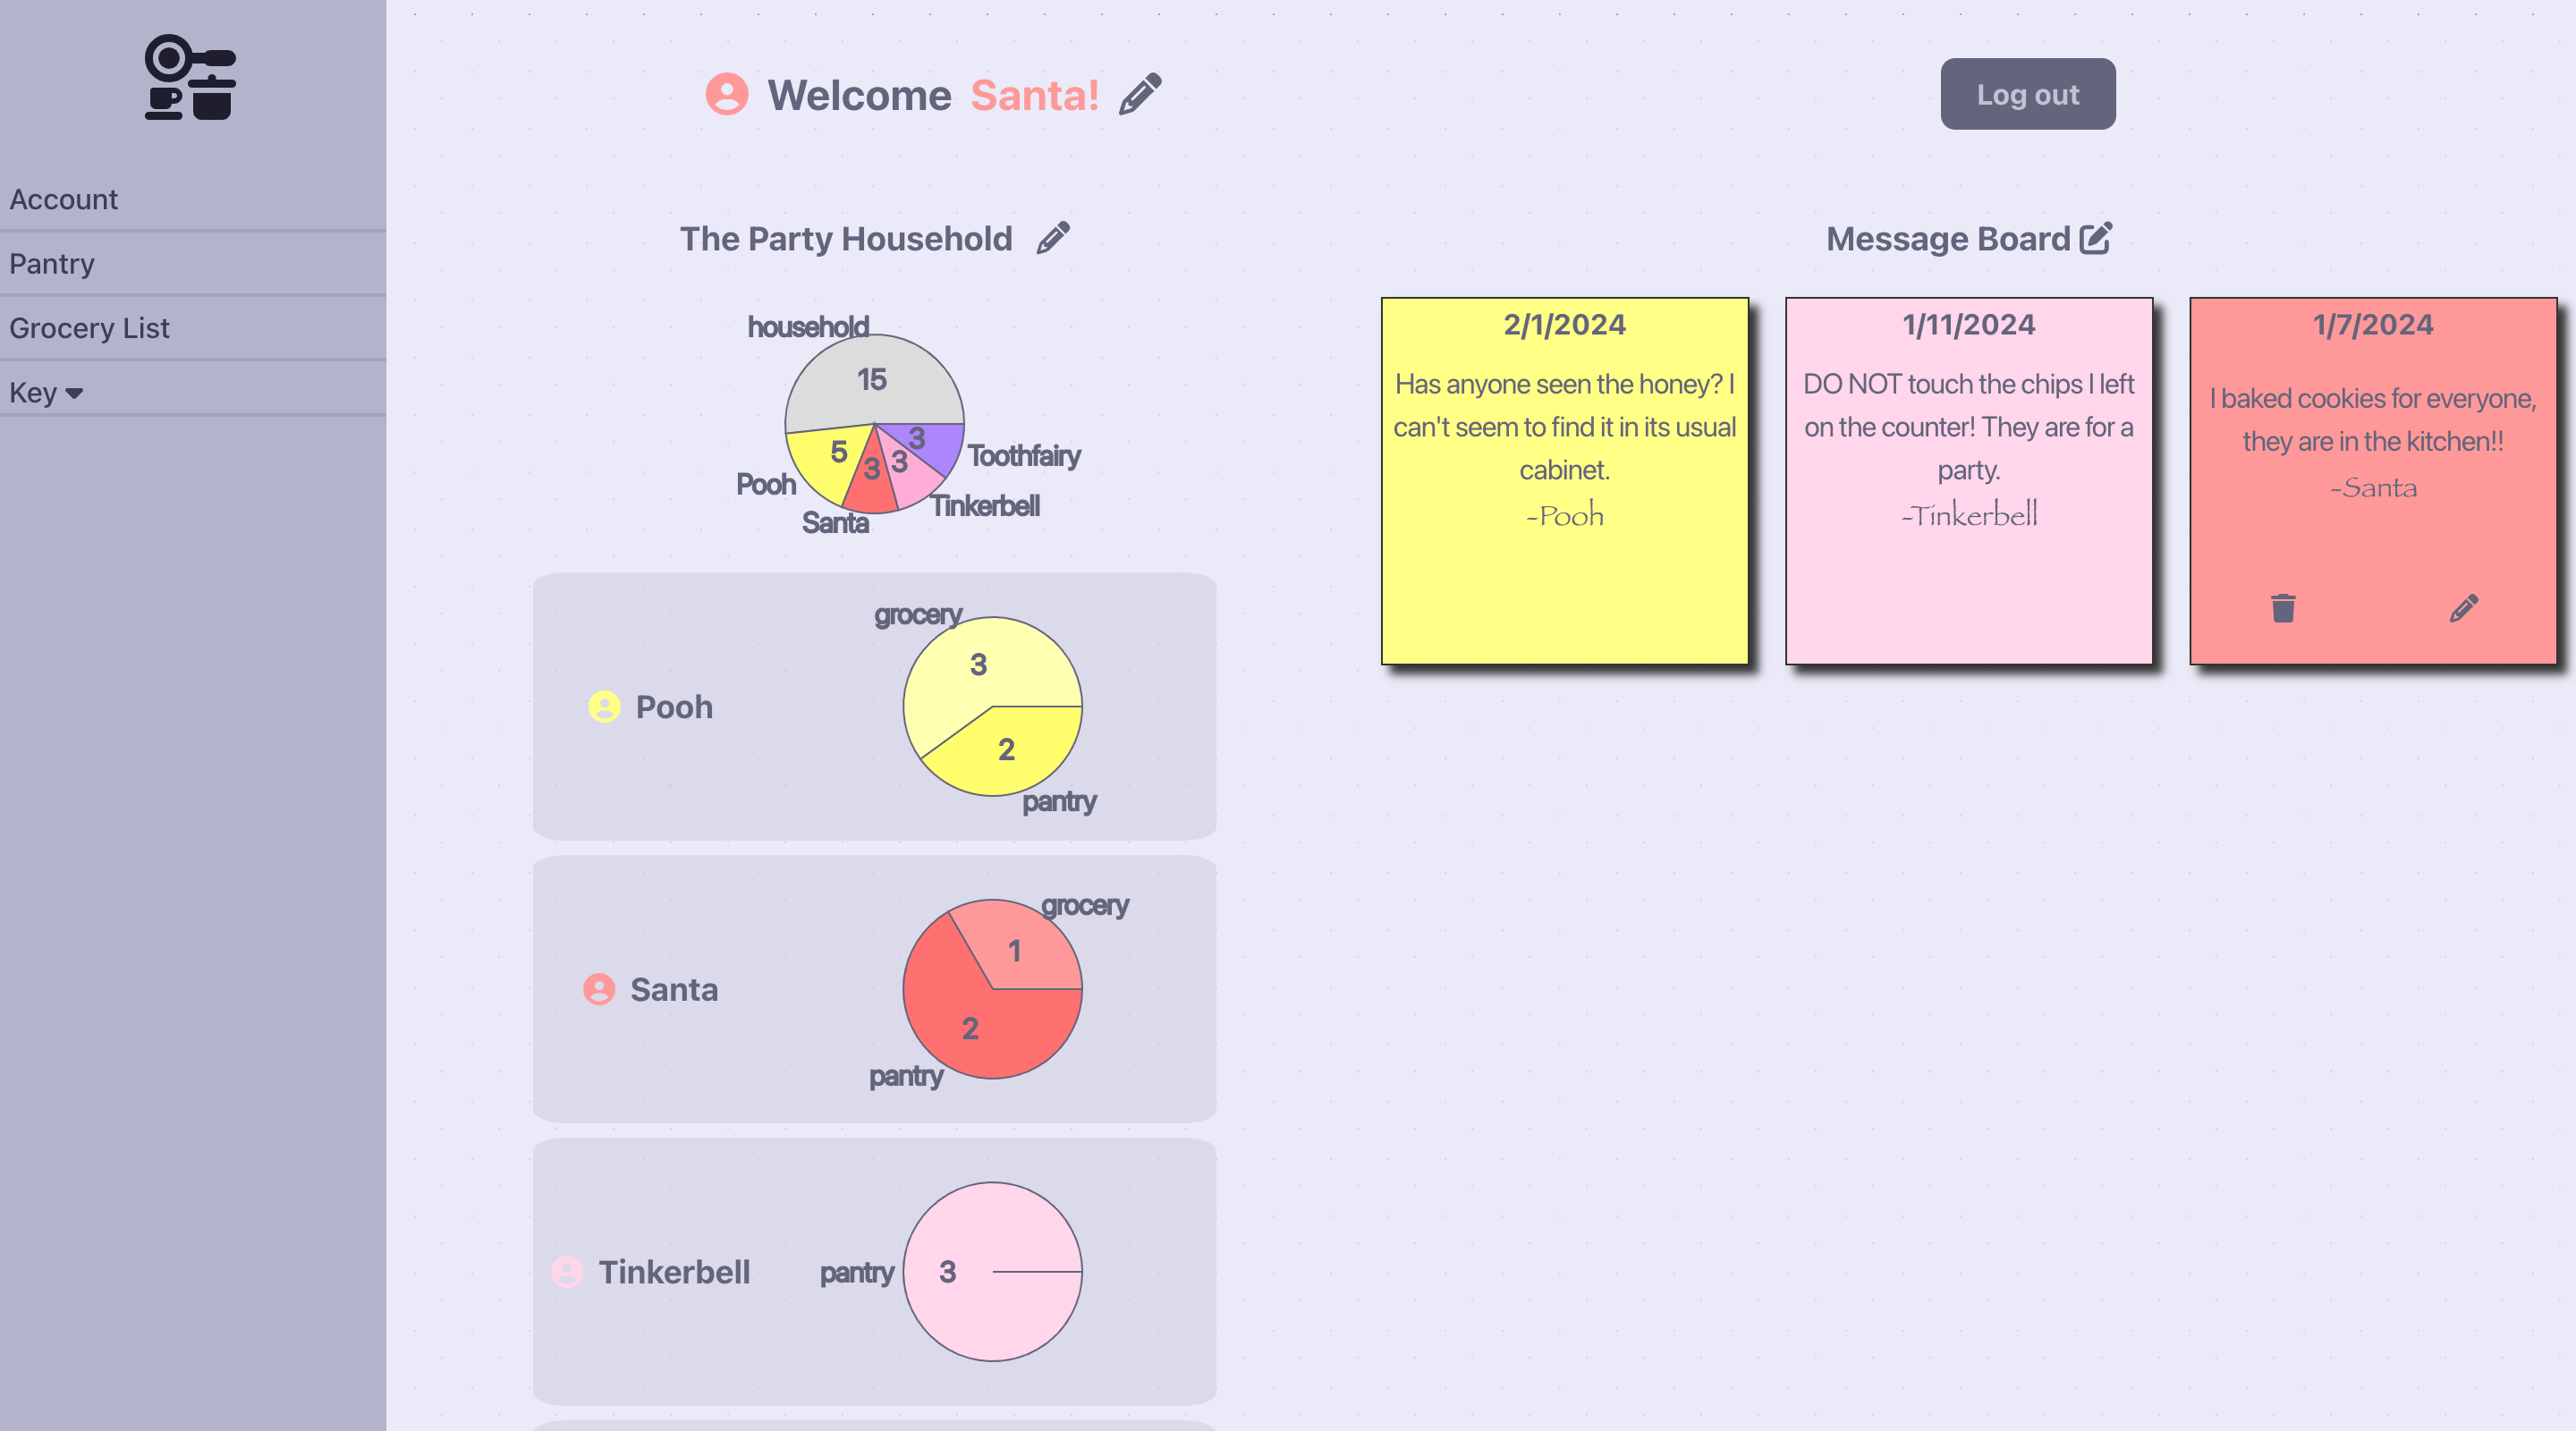 Account
Pantry
Grocery List
Key
Welcome Santa!
Log out
The Party Household
household
15
5
3
3
3
Pooh
Santa
Tinkerbell
Toothfairy
Pooh
grocery
3
2
pantry
Santa
grocery
1
2
pantry
Tinkerbell
pantry
3
Message Board
2/1/2024
Has anyone seen the honey? I
can't seem to find it in its usual
cabinet.
-Pooh
1/11/2024
DO NOT touch the chips I left
on the counter! They are for a
party.
-Tinkerbell
1/7/2024
I baked cookies for everyone,
they are in the kitchen!!
-Santa